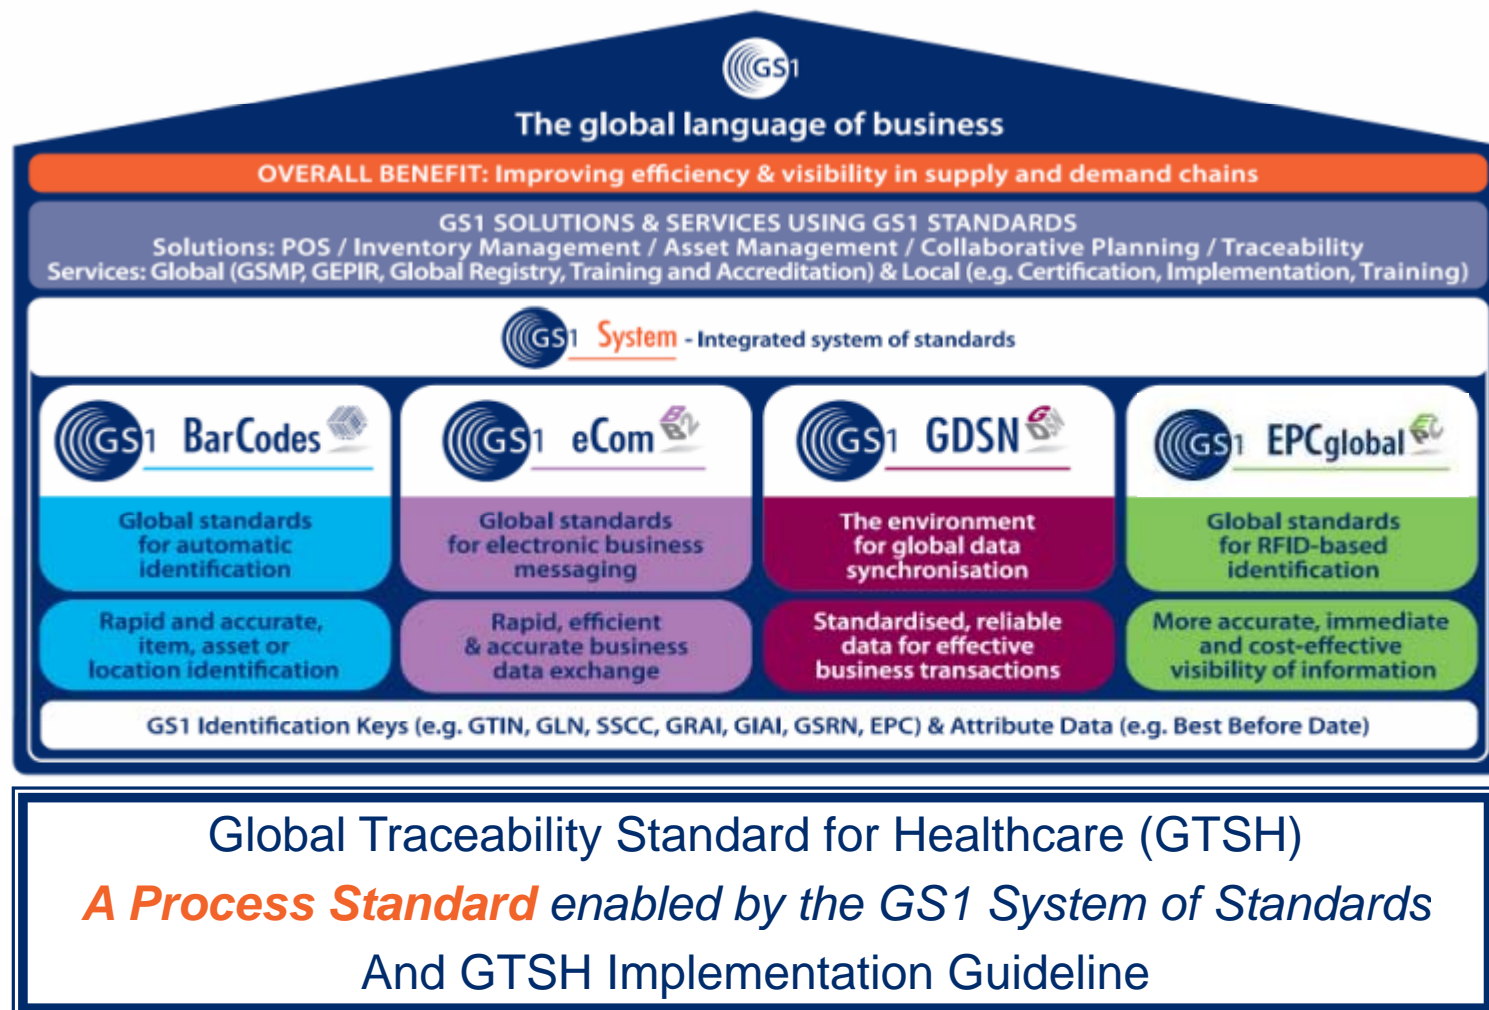 GS1
The global language of business
OVERALL BENEFIT: Improving efficiency & visibility in supply and demand chains
GS1 SOLUTIONS & SERVICES USING GS1 STANDARDS
Solutions: POS / Inventory Management / Asset Management / Collaborative Planning / Traceability
Services: Global (GSMP, GEPIR, Global Registry, Training and Accreditation) & Local (e.g. Certification, Implementation, Training)
GS1 System - Integrated system of standards
GS1 BarCodes
Global standards
for automatic
identification
Rapid and accurate,
item, asset or
location identification
GS1 eCom B2B
Global standards
for electronic business
messaging
Rapid, efficient
& accurate business
data exchange
GS1 GDSN GDSN
The environment
for global data
synchronisation
Standardised, reliable
data for effective
business transactions
GS1 EPCglobal EPC
Global standards
for RFID-based
identification
More accurate, immediate
and cost-effective
visibility of information
GS1 Identification Keys (e.g. GTIN, GLN, SSCC, GRAI, GIAI, GSRN, EPC) & Attribute Data (e.g. Best Before Date)
Global Traceability Standard for Healthcare (GTSH)
A Process Standard enabled by the GS1 System of Standards
And GTSH Implementation Guideline